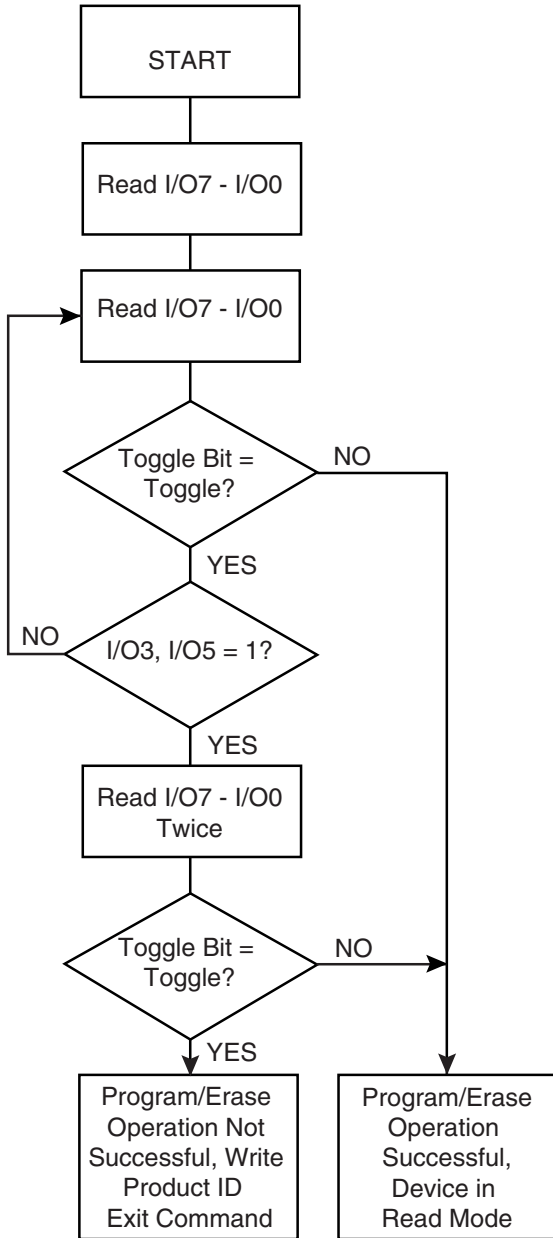 START
Read I/O7 - I/O0
Read I/O7 - I/O0
Toggle Bit =
Toggle?
NO
YES
NO
I/O3, I/O5 = 1?
YES
Read I/O7 - I/O0
Twice
Toggle Bit =
Toggle?
NO
YES
Program/Erase
Operation Not
Successful, Write
Product ID
Exit Command
Program/Erase
Operation
Successful,
Device in
Read Mode